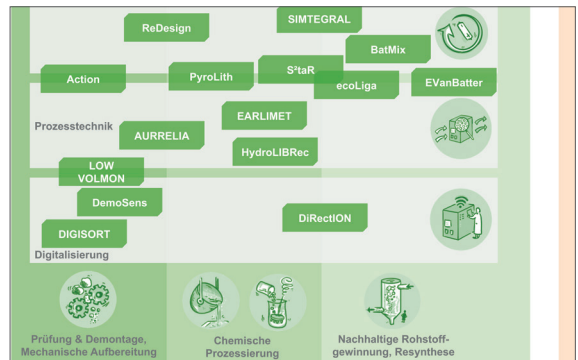 SIMTEGRAL
ReDesign
BatMix
S²taR
PyroLith
Action
ecoLiga
EVanBatter
EARLIMET
Prozesstechnik
AURRELIA
HydroLIBRec
LOW
VOLMON
DemoSens
DiRectION
DIGISORT
Digitalisierung
Prüfung & Demontage,
Mechanische Aufbereitung
Chemische
Prozessierung
Nachhaltige Rohstoff-
gewinnung, Resynthese